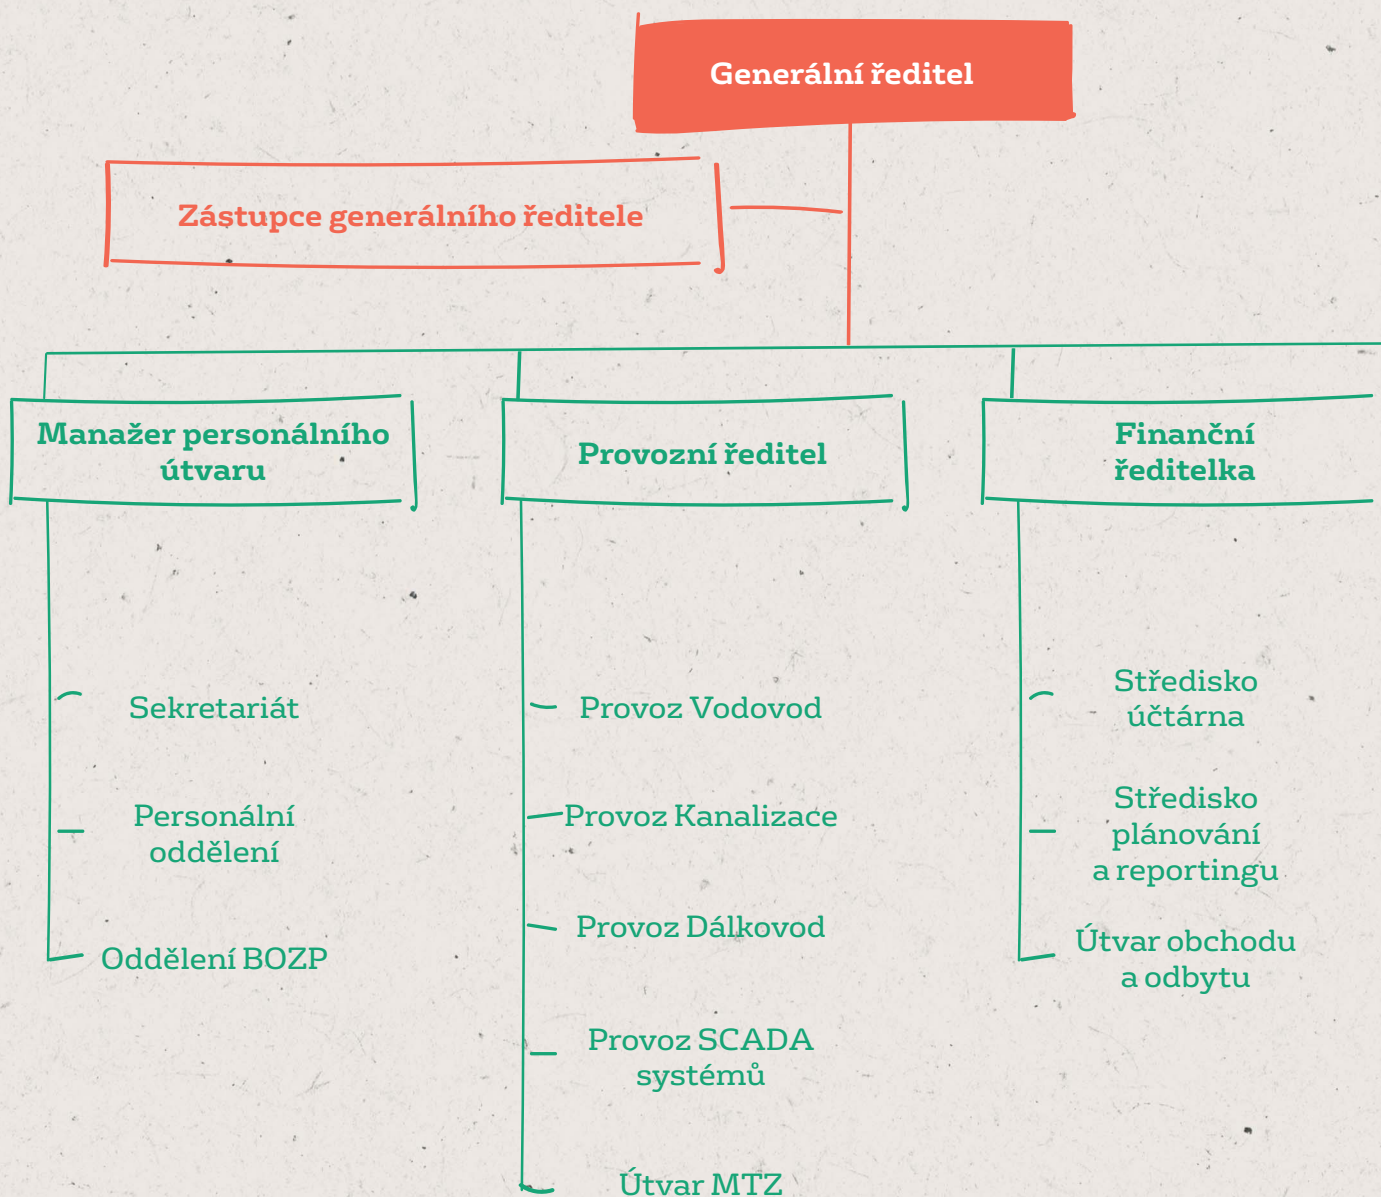 Generální ředitel
Zástupce generálního ředitele
Manažer personálního
útvaru
Provozní ředitel
Finanční
ředitelka
Sekretariát
Personální
oddělení
Oddělení BOZP
Provoz Vodovod
Provoz Kanalizace
Provoz Dálkovod
Provoz SCADA
systémů
Útvar MTZ
Středisko
účtárna
Středisko
plánování
a reportingu
Útvar obchodu
a odbytu